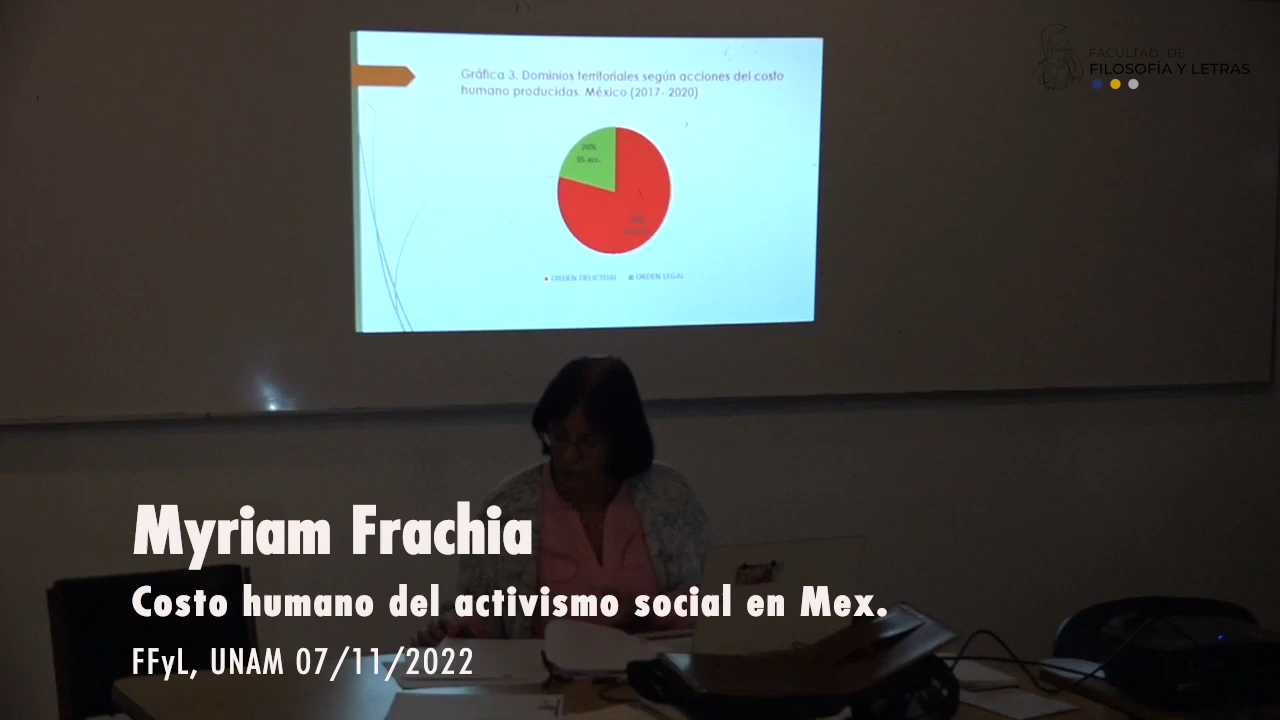 Gráfica 3. Dominios territoriales según acciones del costo
humano producidas. México (2017- 2020)
20%
ORDEN DELICTUAL
ORDEN LEGAL
FACULTAD DE
FILOSOFÍA Y LETRAS
Myriam Frachia
Costo humano del activismo social en Mex.
FFyL, UNAM 07/11/2022